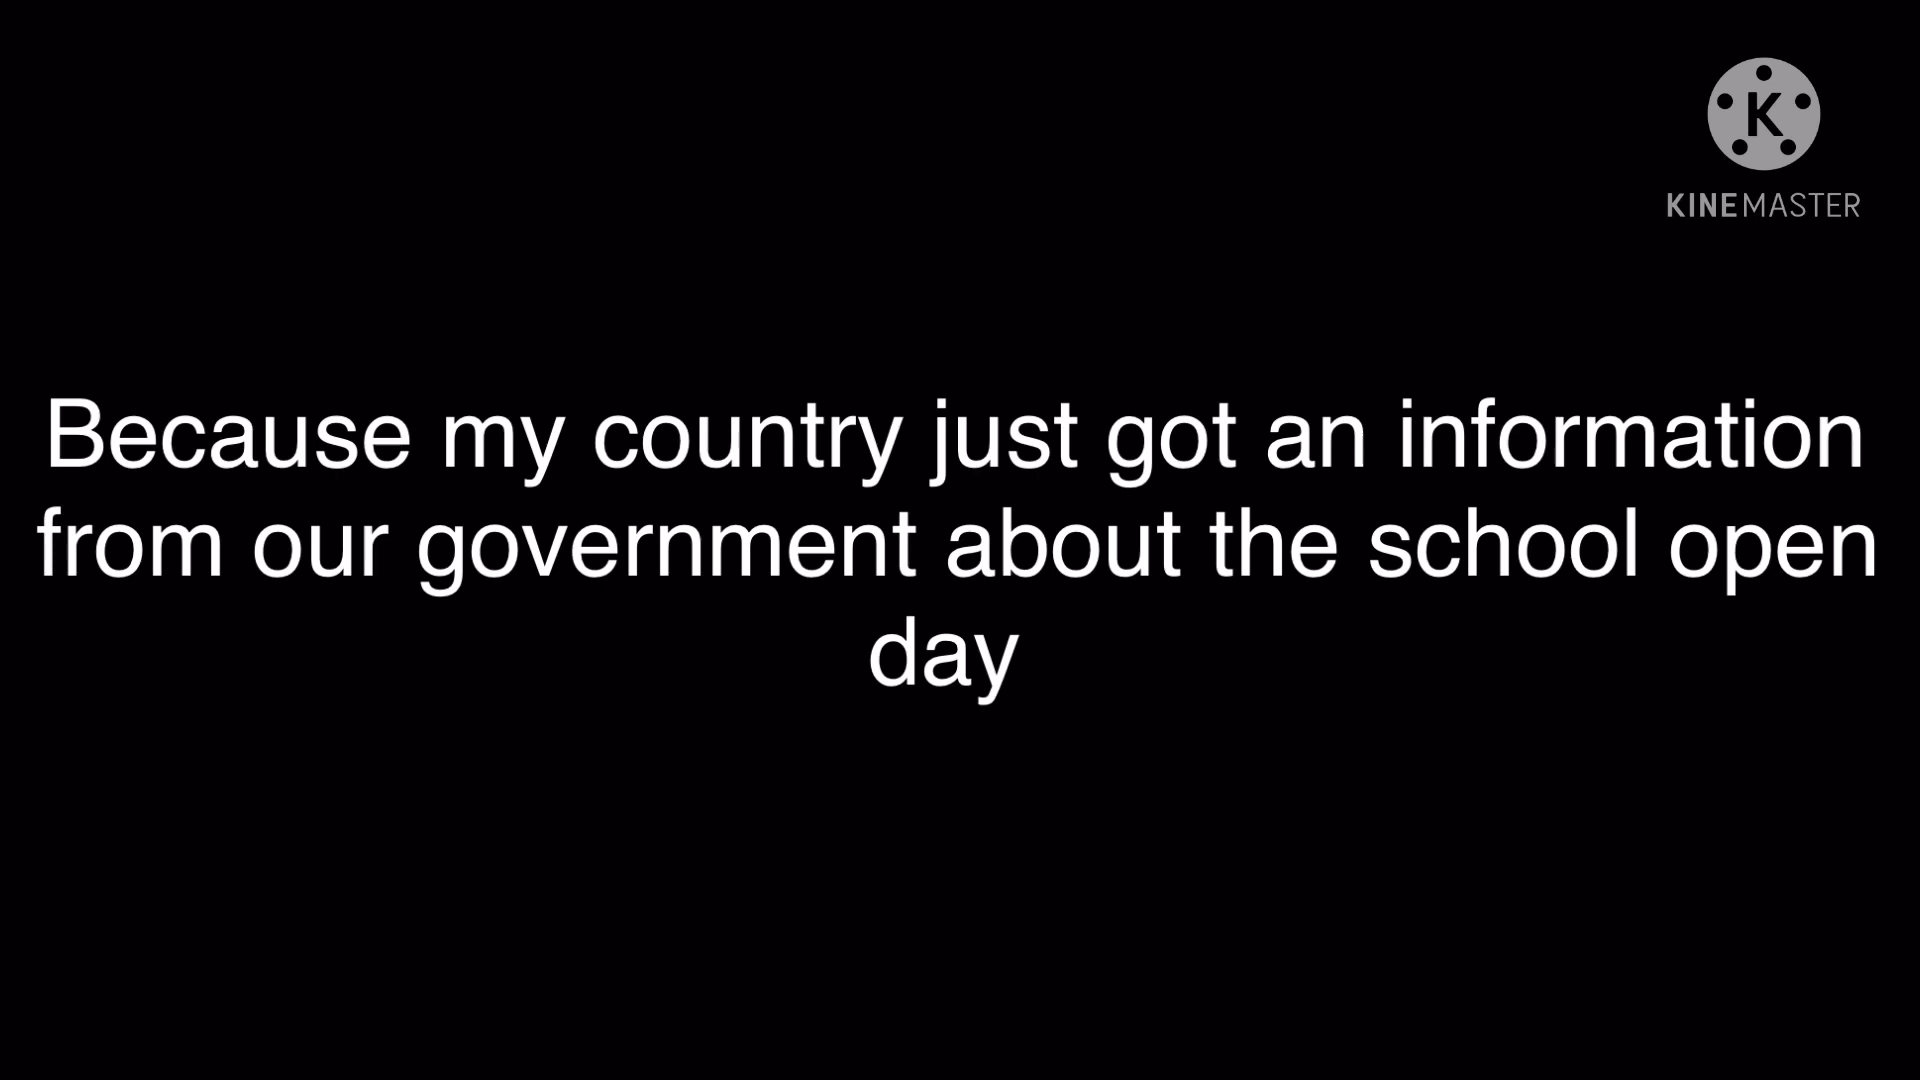 K
KINEMASTER
Because my country just got an information
from our government about the school open
day